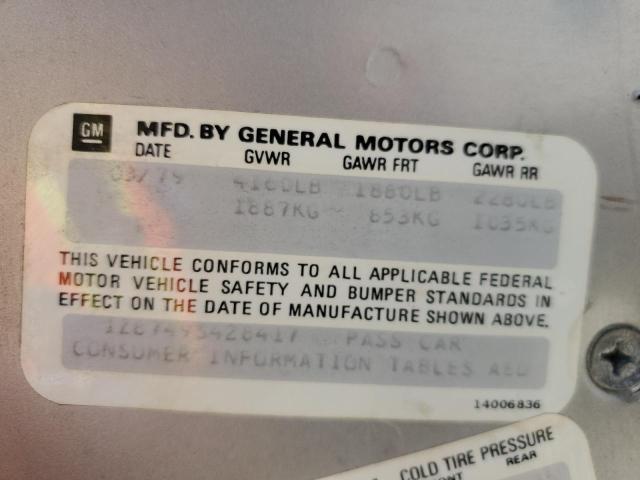 GM MFD. BY GENERAL MOTORS CORP.
DATE GVWR GAWR FRT GAWR RR
03/79 4160LB 1880LB 2280LB
1887KG 853KG 1035KG
THIS VEHICLE CONFORMS TO ALL APPLICABLE FEDERAL
MOTOR VEHICLE SAFETY AND BUMPER STANDARDS IN
EFFECT ON THE DATE OF MANUFACTURE SHOWN ABOVE.
PASS CAR
CONSUMER INFORMATION TABLES
14006836
COLD TIRE PRESSURE
REAR